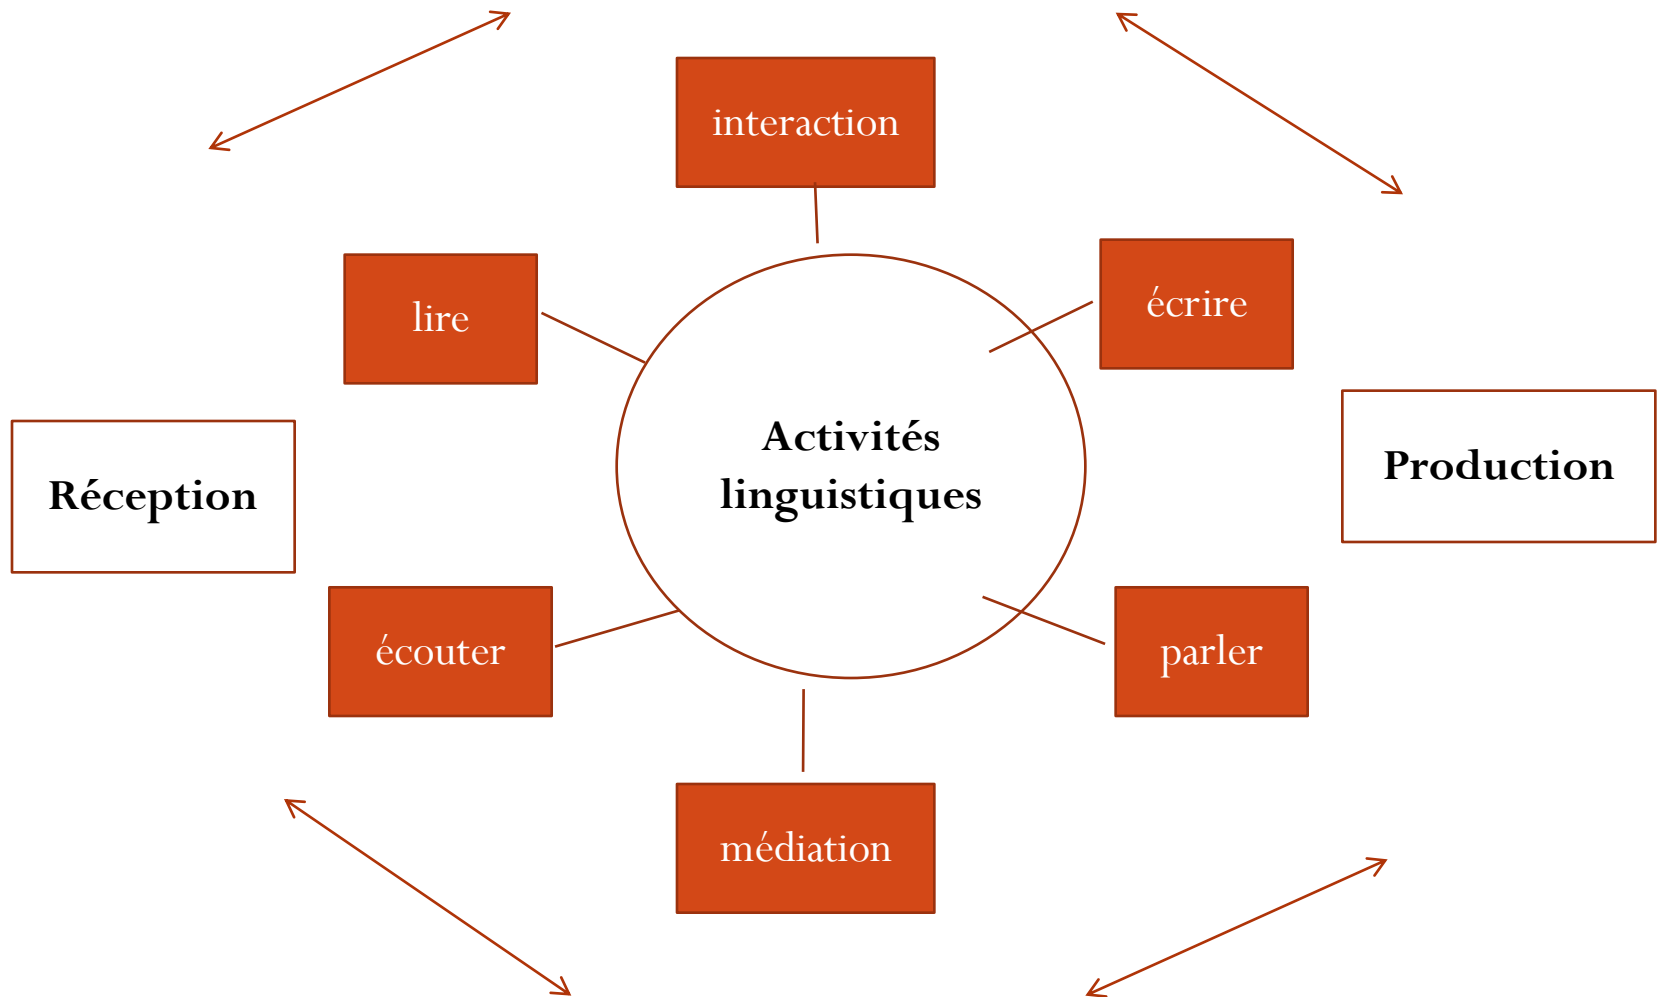 interaction
lire
écrire
Activités
linguistiques
Réception
Production
écouter
parler
médiation